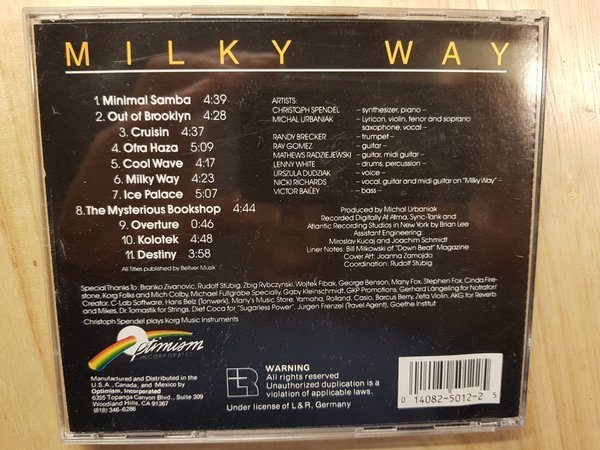 MILKY WAY
1. Minimal Samba 4:39
2. Out of Brooklyn 4:28
3. Cruisin 4:37
4. Ofra Haza 5:09
5. Cool Wave 4:17
6. Milky Way 4:23
7. Ice Palace 5:07
8. The Mysterious Bookshop 4:44
9. Overture 0:46
10. Kolotek 4:48
11. Destiny 3:58
All Titles published by Beliver Musik
ARTISTS:
CHRISTOPH SPENDEL – synthesizer, piano –
MICHAL URBANIAK – Lyricon, violin, tenor and soprano
saxophone, vocal –
RANDY BRECKER – trumpet –
RAY GOMEZ – guitar –
MATHEWS RADZIEJEWSKI – guitar, midi guitar –
LENNY WHITE – drums, percussion –
URSZULA DUDZIAK – voice –
NICKI RICHARDS – vocal, guitar and midi guitar on "Milky Way" –
VICTOR BAILEY – bass –
Produced by Michal Urbaniak
Recorded Digitally At Atma, Sync-Tank and
Atlantic Recording Studios in New York by Brian Lee
Assistant Engineering:
Miroslav Kucaj and Joachim Schmidt
Liner Notes: Bill Milkowski of "Down Beat" Magazine
Cover Art: Joanna Zamojdo
Coordination: Rudolf Stubig
Special Thanks To: Branko Zivanovic, Rudolf Stubig, Zbig Rybczynski, Wojtek Fibak, George Benson, Many Fox, Stephen Fox, Cinda Fire-
stone, Korg Folks and Mich Colby, Michael Fullgrabe Specially, Gaby Kleinschmidt, GKP Promotions, Gerhard Langeling for Notator/
Creator, C-Lab Software, Hans Belz (Tonwerk), Many's Music Store, Yamaha, Rolland, Casio, Barcus Berry, Zeta Violin, AKG for Reverb
and Mikes, Dr. Tomastik for Strings, Diet Coca for "Sugarless Power", Jürgen Frenzel (Travel Agent), Goethe Institut
Christoph Spendel plays Korg Music Instruments
Optimism
INCORPORATED
Manufactured and Distributed in the
U.S.A., Canada, and Mexico by
Optimism, Incorporated
6355 Topanga Canyon Blvd., Suite 309
Woodland Hills, CA 91367
(818) 346-6286
WARNING
All rights reserved
Unauthorized duplication is a
violation of applicable laws.
Under license of L & R, Germany
0 14082-5012-2 5